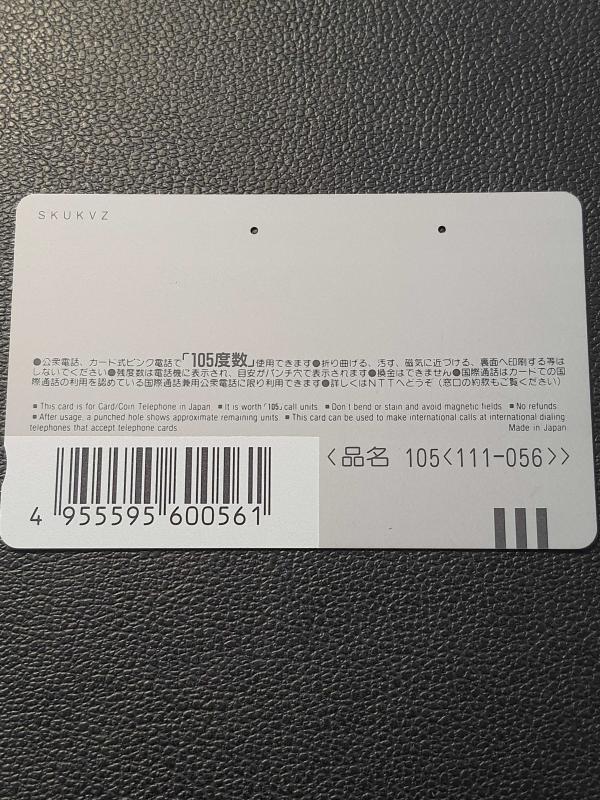 SKUKVZ
●公衆電話、カード式ピンク電話で「105度数」使用できます●折り曲げる、汚す、磁気に近づける、裏面へ印刷する等は
しないでください●残度数は電話機に表示され、目安がパンチ穴で表示されます●換金はできません●国際通話はカードでの国
際通話の利用を認めている国際通話兼用公衆電話に限り利用できます●詳しくはNTTへどうぞ(窓口の約款もご覧ください)
■This card is for Card/Coin Telephone in Japan ■It is worth「105」call units ■Don't bend or stain and avoid magnetic fields ■No refunds
■After usage, a punched hole shows approximate remaining units ■This card can be used to make international calls at international dialing
telephones that accept telephone cards Made in Japan
〈品名 105〈111-056〉〉
4 955595 600561